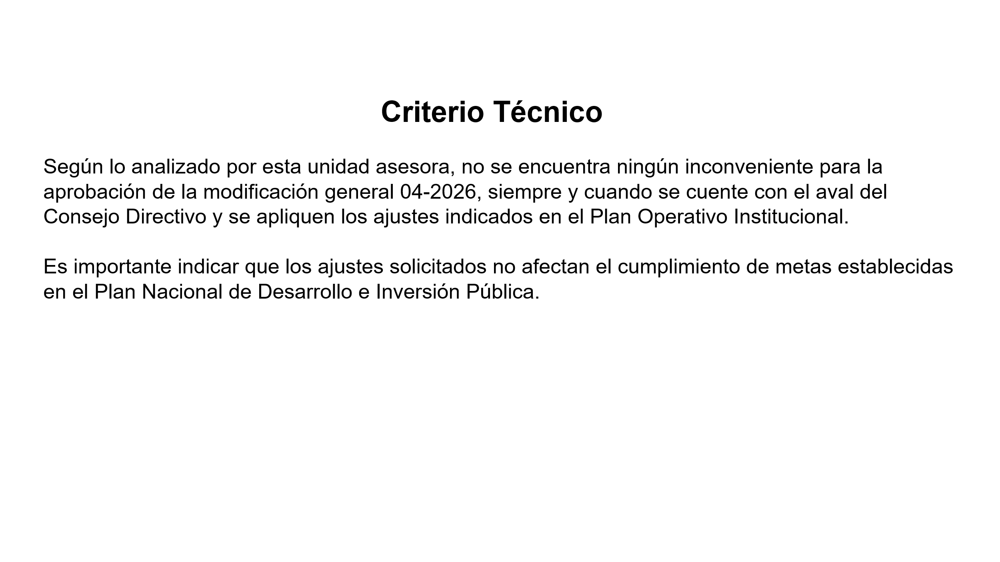 Criterio Técnico
Según lo analizado por esta unidad asesora, no se encuentra ningún inconveniente para la
aprobación de la modificación general 04-2026, siempre y cuando se cuente con el aval del
Consejo Directivo y se apliquen los ajustes indicados en el Plan Operativo Institucional.
Es importante indicar que los ajustes solicitados no afectan el cumplimiento de metas establecidas
en el Plan Nacional de Desarrollo e Inversión Pública.